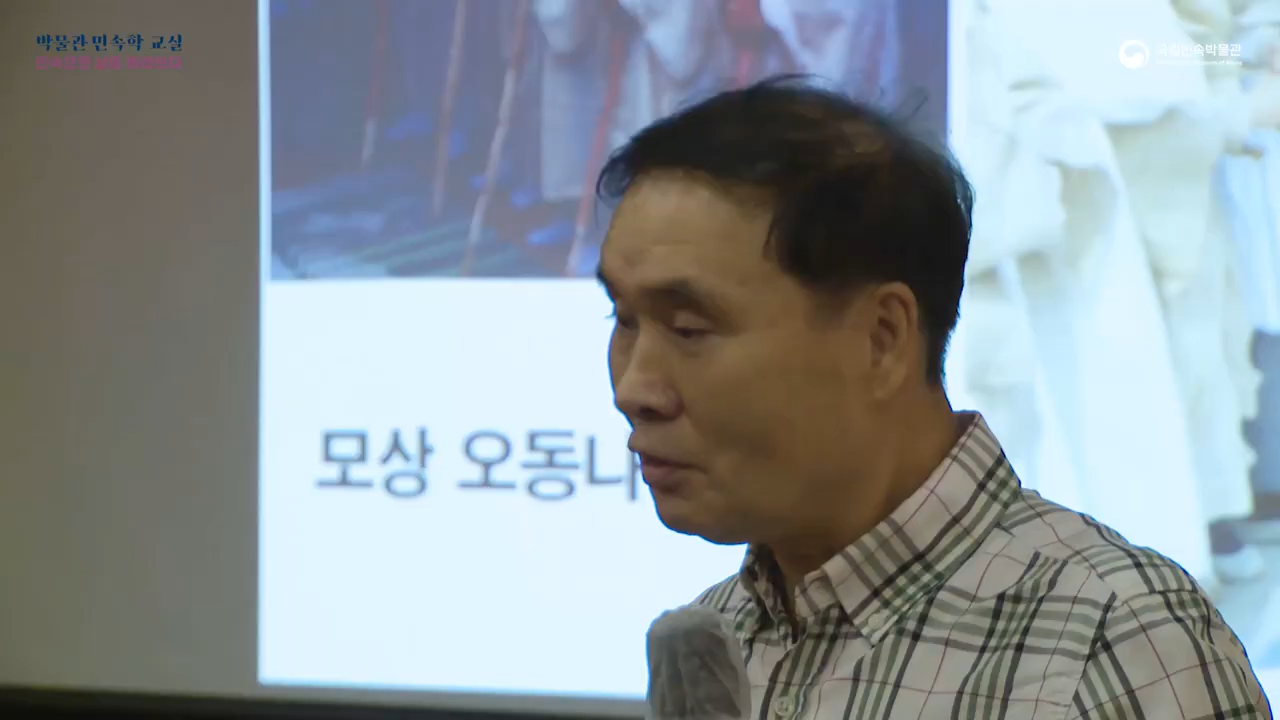 박물관 민속학 교실
국립민속박물관
모상 오동나